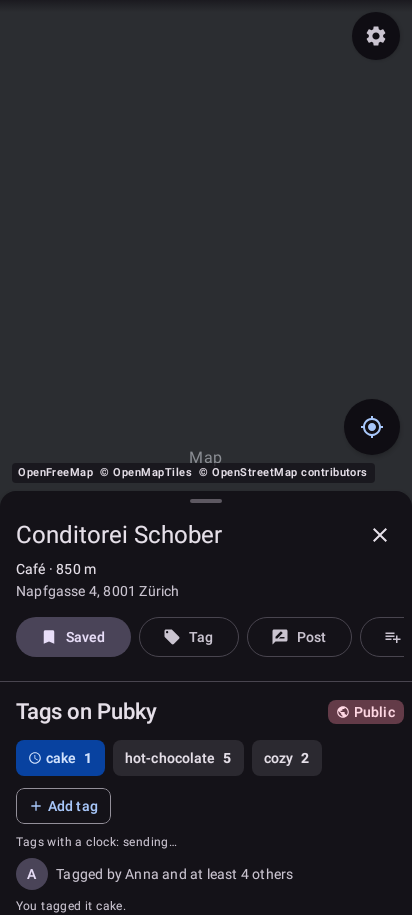 Map
OpenFreeMap © OpenMapTiles © OpenStreetMap contributors
Conditorei Schober
Café · 850 m
Napfgasse 4, 8001 Zürich
Saved Tag Post
Tags on Pubky Public
cake 1 hot-chocolate 5 cozy 2
+ Add tag
Tags with a clock: sending…
A Tagged by Anna and at least 4 others
You tagged it cake.